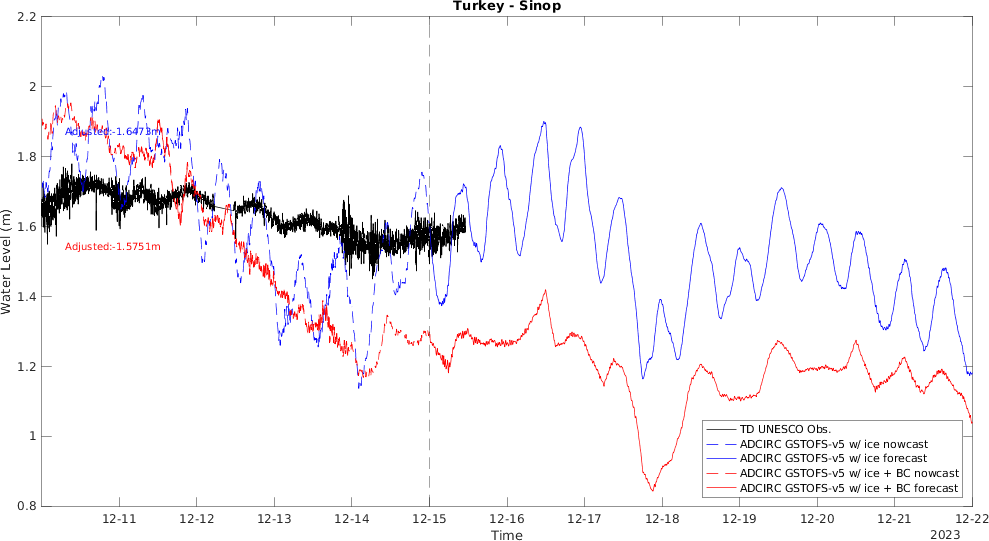 Turkey - Sinop
2.2
2
1.8
1.6
1.4
1.2
1
0.8
Water Level (m)
Adjusted:-1.6473m
Adjusted:-1.5751m
TD UNESCO Obs.
ADCIRC GSTOFS-v5 w/ ice nowcast
ADCIRC GSTOFS-v5 w/ ice forecast
ADCIRC GSTOFS-v5 w/ ice + BC nowcast
ADCIRC GSTOFS-v5 w/ ice + BC forecast
12-11 12-12 12-13 12-14 12-15 12-16 12-17 12-18 12-19 12-20 12-21 12-22
Time 2023